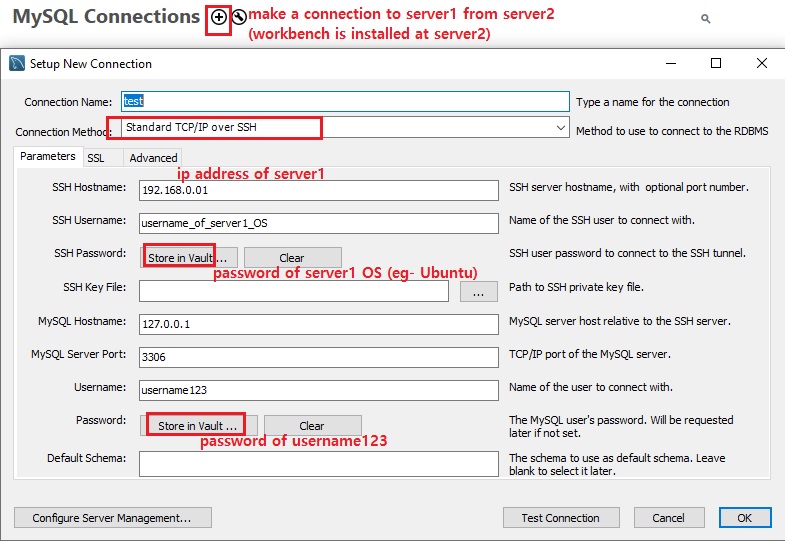 MySQL Connections
make a connection to server1 from server2
(workbench is installed at server2)
Setup New Connection
Connection Name: test Type a name for the connection
Connection Method: Standard TCP/IP over SSH Method to use to connect to the RDBMS
Parameters SSL Advanced
ip address of server1
SSH Hostname: 192.168.0.01 SSH server hostname, with optional port number.
SSH Username: username_of_server1_OS Name of the SSH user to connect with.
SSH Password: Store in Vault ... Clear SSH user password to connect to the SSH tunnel.
password of server1 OS (eg- Ubuntu)
SSH Key File: ... Path to SSH private key file.
MySQL Hostname: 127.0.0.1 MySQL server host relative to the SSH server.
MySQL Server Port: 3306 TCP/IP port of the MySQL server.
Username: username123 Name of the user to connect with.
Password: Store in Vault ... Clear The MySQL user's password. Will be requested
later if not set.
password of username123
Default Schema: The schema to use as default schema. Leave
blank to select it later.
Configure Server Management... Test Connection Cancel OK